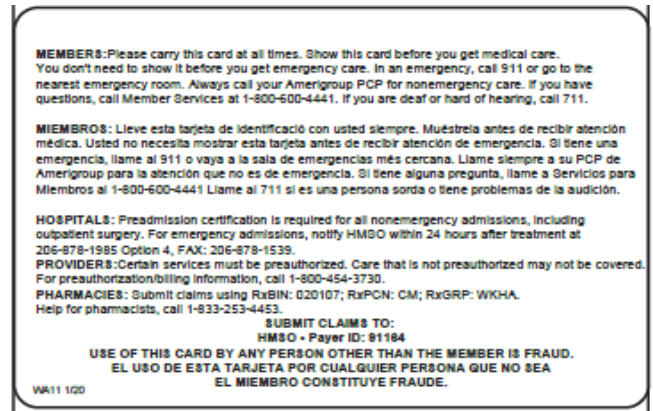 MEMBERS:Please carry this card at all times. Show this card before you get medical care.
You don't need to show it before you get emergency care. In an emergency, call 911 or go to the
nearest emergency room. Always call your Amerigroup PCP for nonemergency care. If you have
questions, call Member Services at 1-800-600-4441. If you are deaf or hard of hearing, call 711.
MIEMBROS: Lleve esta tarjeta de identificació con usted siempre. Muéstrela antes de recibir atención
médica. Usted no necesita mostrar esta tarjeta antes de recibir atención de emergencia. Si tiene una
emergencia, llame al 911 o vaya a la sala de emergencias més cercana. Llame siempre a su PCP de
Amerigroup para la atención que no es de emergencia. Si tiene alguna pregunta, llame a Servicios para
Miembros al 1-800-600-4441 Llame al 711 si es una persona sorda o tiene problemas de la audición.
HOSPITALS: Preadmission certification is required for all nonemergency admissions, including
outpatient surgery. For emergency admissions, notify HMSO within 24 hours after treatment at
206-878-1985 Option 4, FAX: 206-878-1539.
PROVIDERS:Certain services must be preauthorized. Care that is not preauthorized may not be covered.
For preauthorization/billing information, call 1-800-454-3730.
PHARMACIES: Submit claims using RxBIN: 020107; RxPCN: CM; RxGRP: WKHA.
Help for pharmacists, call 1-833-253-4453.
SUBMIT CLAIMS TO:
HMSO - Payer ID: 91164
USE OF THIS CARD BY ANY PERSON OTHER THAN THE MEMBER IS FRAUD.
EL USO DE ESTA TARJETA POR CUALQUIER PERSONA QUE NO SEA
EL MIEMBRO CONSTITUYE FRAUDE.
WA11 1/20